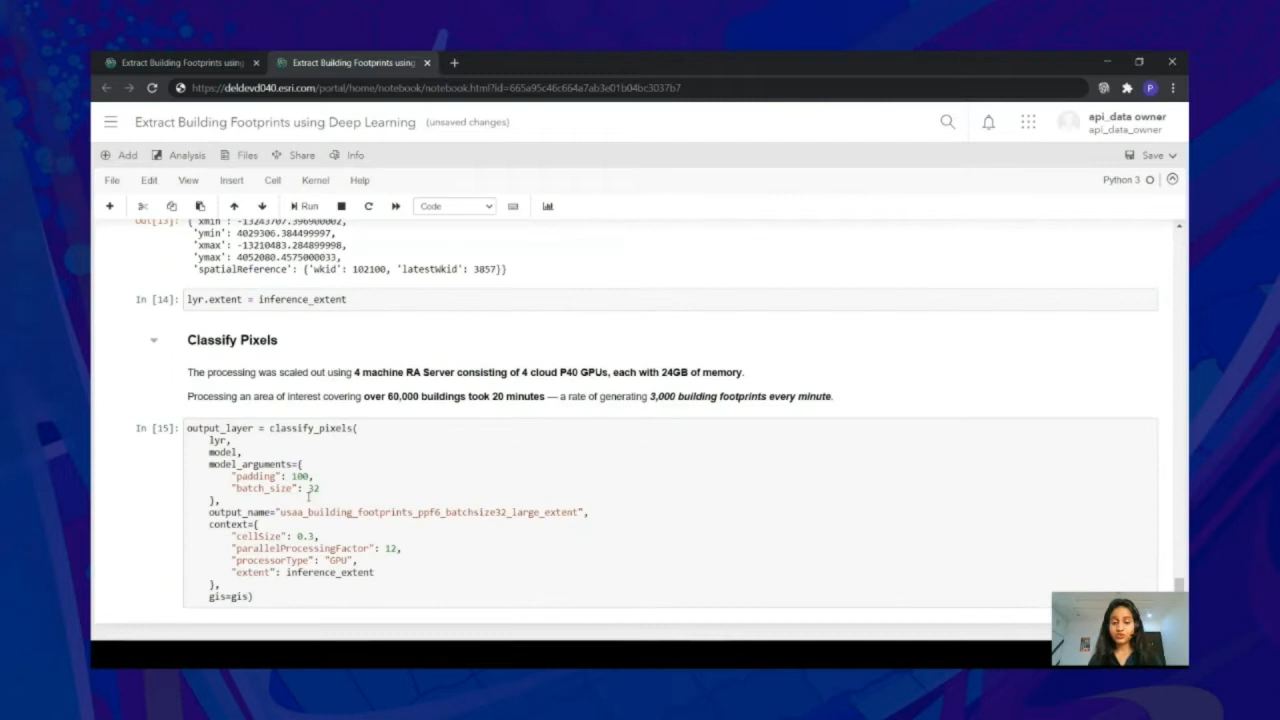 Extract Building Footprints using
Extract Building Footprints using
https://deldevd040.esri.com/portal/home/notebook/notebook.html?id=665a95c46c664a7ab3e01b04bc3037b7
P
Extract Building Footprints using Deep Learning (unsaved changes)
api_data owner
api_data_owner
Add Analysis Files Share Info
Save
File Edit View Insert Cell Kernel Help
Python 3
Run
Code
Out[13]: {'xmin': -13243707.396900002,
'ymin': 4029306.384499997,
'xmax': -13210483.284899998,
'ymax': 4052080.4575000033,
'spatialReference': {'wkid': 102100, 'latestWkid': 3857}}
In [14]: lyr.extent = inference_extent
Classify Pixels
The processing was scaled out using 4 machine RA Server consisting of 4 cloud P40 GPUs, each with 24GB of memory.
Processing an area of interest covering over 60,000 buildings took 20 minutes — a rate of generating 3,000 building footprints every minute.
In [15]: output_layer = classify_pixels(
lyr,
model,
model_arguments={
"padding": 100,
"batch_size": 32
},
output_name="usaa_building_footprints_ppf6_batchsize32_large_extent",
context={
"cellSize": 0.3,
"parallelProcessingFactor": 12,
"processorType": "GPU",
"extent": inference_extent
},
gis=gis)